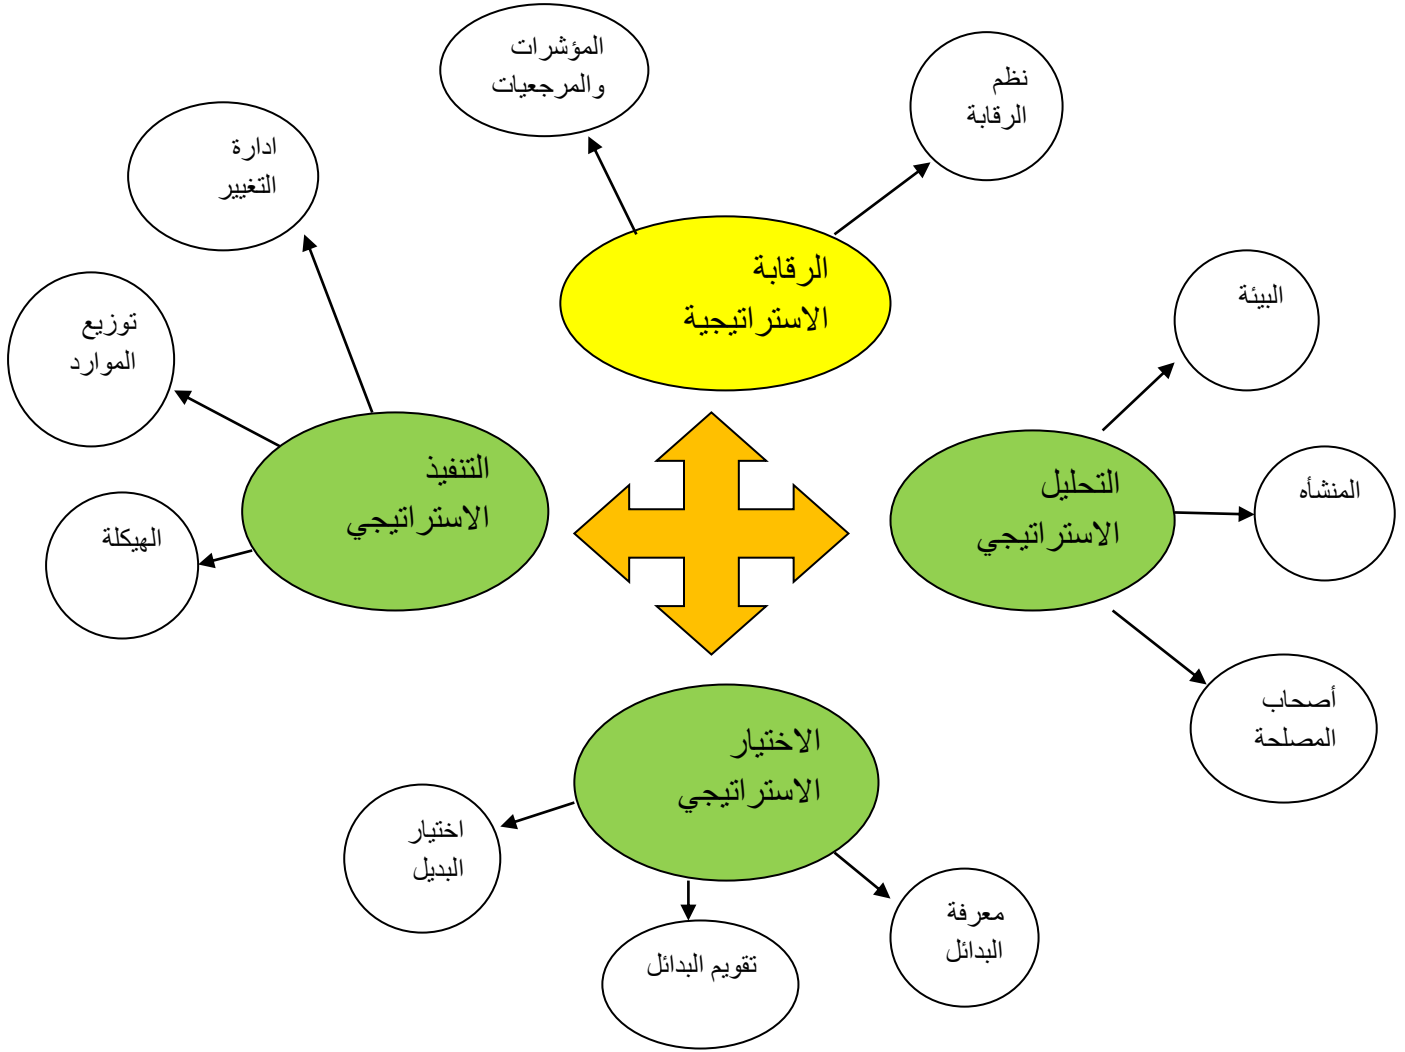 المؤشرات
والمرجعيات
نظم
الرقابة
ادارة
التغيير
الرقابة
الاستراتيجية
البيئة
توزيع
الموارد
التنفيذ
الاستراتيجي
التحليل
الاستراتيجي
المنشأه
الهيكلة
أصحاب
المصلحة
الاختيار
الاستراتيجي
اختيار
البديل
معرفة
البدائل
تقويم البدائل